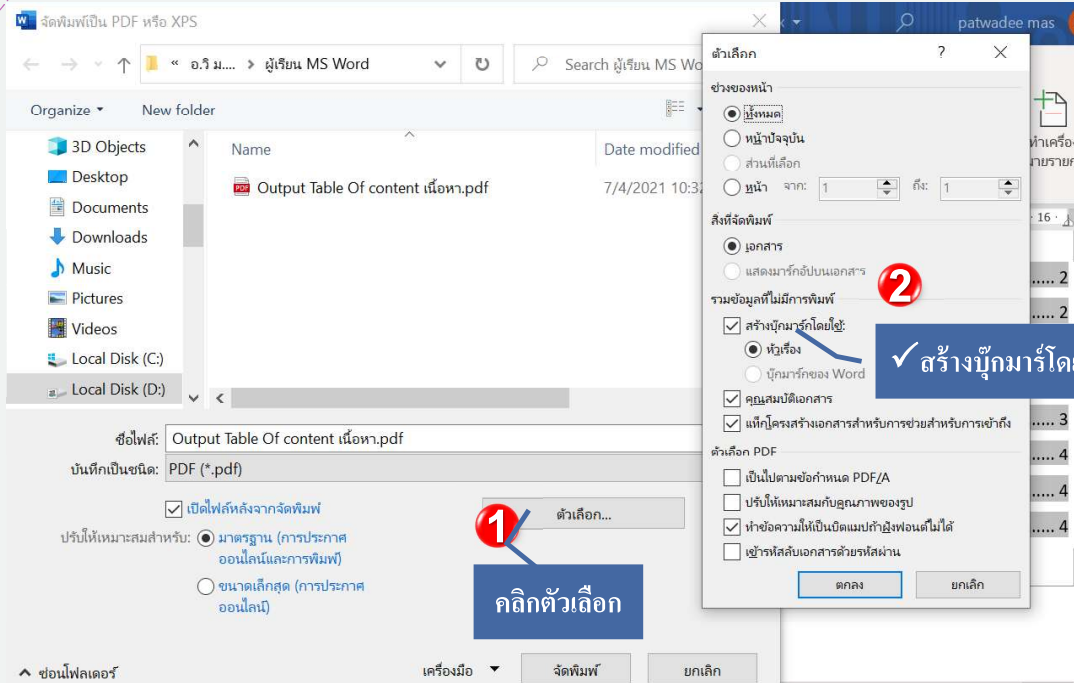 จัดพิมพ์เป็น PDF หรือ XPS
patwadee mas
« อ.วิ ม.... › ผู้เรียน MS Word
Search ผู้เรียน MS Wo
Organize
New folder
3D Objects
Desktop
Documents
Downloads
Music
Pictures
Videos
Local Disk (C:)
Local Disk (D:)
Name
Date modified
Output Table Of content เนื้อหา.pdf
7/4/2021 10:32
ชื่อไฟล์: Output Table Of content เนื้อหา.pdf
บันทึกเป็นชนิด: PDF (*.pdf)
เปิดไฟล์หลังจากจัดพิมพ์
ปรับให้เหมาะสมสำหรับ:
มาตรฐาน (การประกาศ
ออนไลน์และการพิมพ์)
ขนาดเล็กสุด (การประกาศ
ออนไลน์)
ตัวเลือก...
1
คลิกตัวเลือก
ซ่อนโฟลเดอร์
เครื่องมือ
จัดพิมพ์
ยกเลิก
ตัวเลือก
?
ช่วงของหน้า
ทั้งหมด
หน้าปัจจุบัน
ส่วนที่เลือก
หน้า จาก: 1 ถึง: 1
สิ่งที่จัดพิมพ์
เอกสาร
แสดงมาร์กอัปบนเอกสาร
2
รวมข้อมูลที่ไม่มีการพิมพ์
สร้างบุ๊กมาร์กโดยใช้:
หัวเรื่อง
บุ๊กมาร์กของ Word
✓ สร้างบุ๊กมาร์โดย
คุณสมบัติเอกสาร
แท็กโครงสร้างเอกสารสำหรับการช่วยสำหรับการเข้าถึง
ตัวเลือก PDF
เป็นไปตามข้อกำหนด PDF/A
ปรับให้เหมาะสมกับคุณภาพของรูป
ทำข้อความให้เป็นบิตแมปถ้าฝังฟอนต์ไม่ได้
เข้ารหัสลับเอกสารด้วยรหัสผ่าน
ตกลง
ยกเลิก
· 16 ·
..... 2
..... 2
..... 3
..... 4
..... 4
..... 4